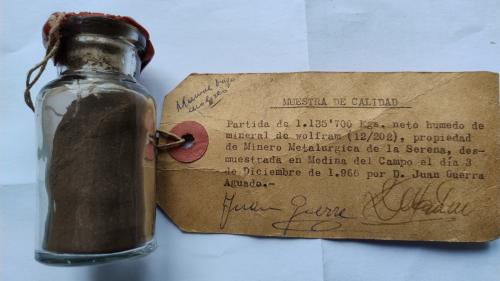 MUESTRA DE CALIDAD
Partida de 1.135'700 Kgs. neto humedo de
mineral de wolfram (12/202), propiedad
de Minero Metalurgica de la Serena, des-
muestrada en Medina del Campo el día 3
de Diciembre de 1.966 por D. Juan Guerra
Aguado.-
Juan Guerra